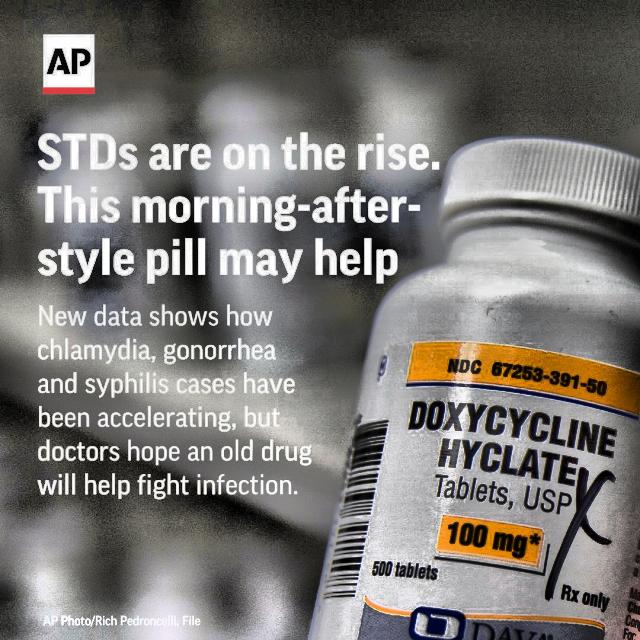 AP
STDs are on the rise.
This morning-after-
style pill may help
New data shows how
chlamydia, gonorrhea
and syphilis cases have
been accelerating, but
doctors hope an old drug
will help fight infection.
NDC 67253-391-50
DOXYCYCLINE
HYCLATE
Tablets, USP
100 mg*
500 tablets
Rx only
AP Photo/Rich Pedroncelli, File